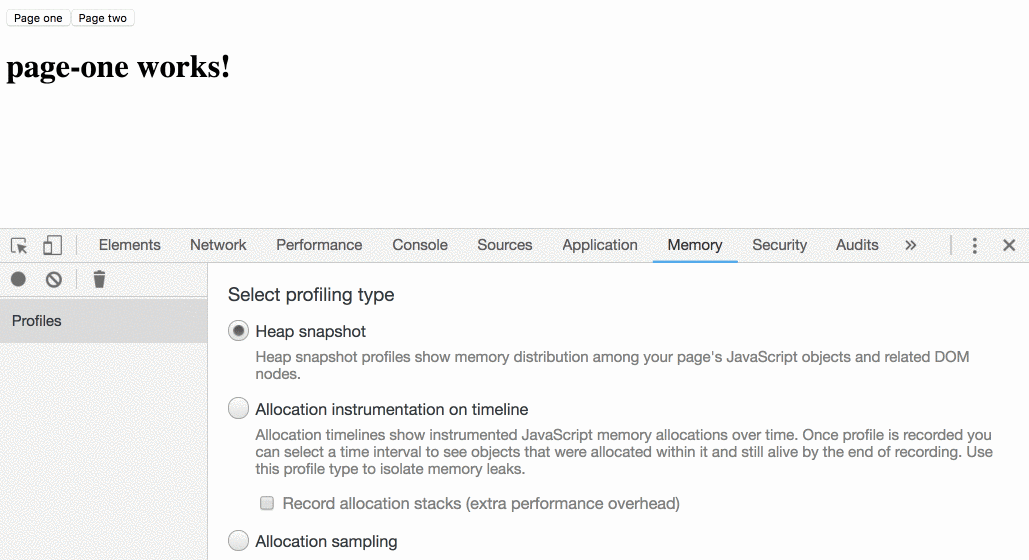 Page one Page two
page-one works!
Elements Network Performance Console Sources Application Memory Security Audits »
Profiles
Select profiling type
Heap snapshot
Heap snapshot profiles show memory distribution among your page's JavaScript objects and related DOM
nodes.
Allocation instrumentation on timeline
Allocation timelines show instrumented JavaScript memory allocations over time. Once profile is recorded you
can select a time interval to see objects that were allocated within it and still alive by the end of recording. Use
this profile type to isolate memory leaks.
Record allocation stacks (extra performance overhead)
Allocation sampling